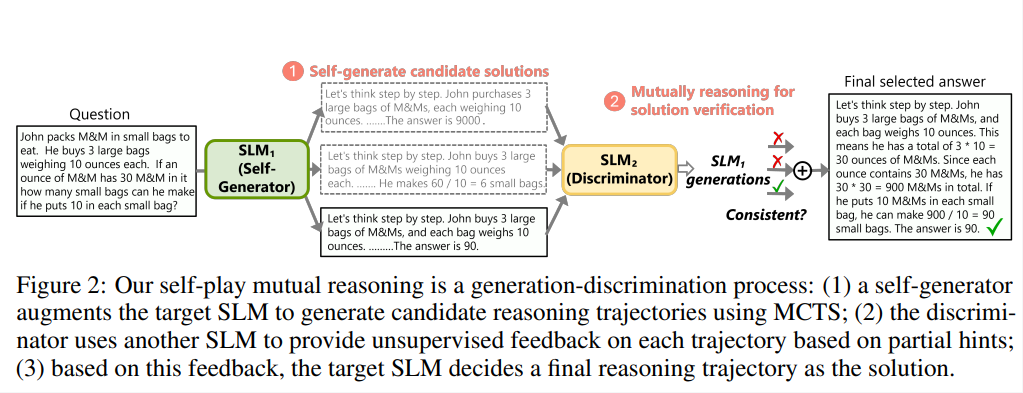 1 Self-generate candidate solutions
Question
John packs M&M in small bags to
eat. He buys 3 large bags
weighing 10 ounces each. If an
ounce of M&M has 30 MM in it
how many small bags can he make
if he puts 10 in each small bag?
SLM₁
(Self-
Generator)
Let's think step by step. John purchases 3
large bags of M&Ms, each weighing 10
ounces. .......The answer is 9000.
Let's think step by step. John buys 3 large
bags of M&Ms weighing 10 ounces
each. ....... He makes 60 / 10 = 6 small bags.
Let's think step by step. John buys 3 large
bags of M&Ms, and each bag weighs 10
ounces. .........The answer is 90.
2 Mutually reasoning for
solution verification
SLM₂
(Discriminator)
SLM₁
generations
Consistent?
Final selected answer
Let's think step by step. John
buys 3 large bags of M&Ms, and
each bag weighs 10 ounces. This
means he has a total of 3 * 10 =
30 ounces of M&Ms. Since each
ounce contains 30 M&Ms, he has
30 * 30 = 900 M&Ms in total. If
he puts 10 M&Ms in each small
bag, he can make 900 / 10 = 90
small bags. The answer is 90.
Figure 2: Our self-play mutual reasoning is a generation-discrimination process: (1) a self-generator
augments the target SLM to generate candidate reasoning trajectories using MCTS; (2) the discrimi-
nator uses another SLM to provide unsupervised feedback on each trajectory based on partial hints;
(3) based on this feedback, the target SLM decides a final reasoning trajectory as the solution.